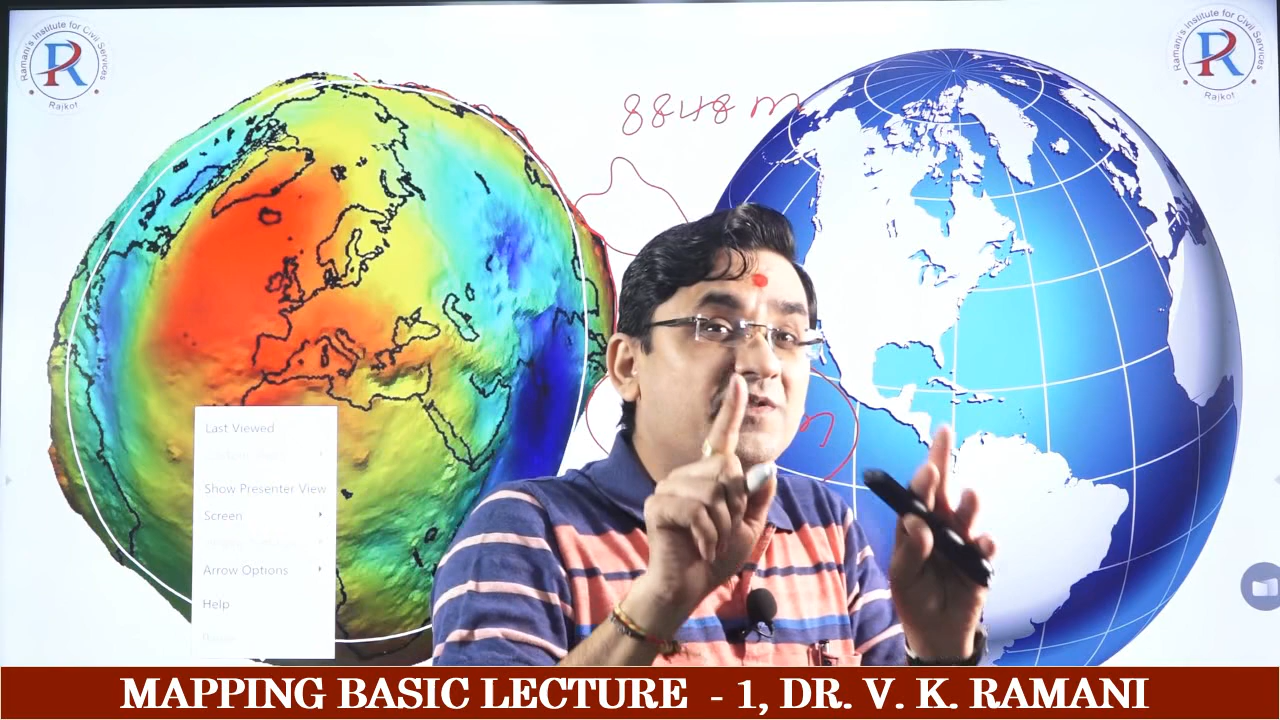 Ramani's Institute for Civil Services,
R
Rajkot
Ramani's Institute for Civil Services,
R
Rajkot
8848 m
m
Last Viewed
Show Presenter View
Screen
Arrow Options
Help
MAPPING BASIC LECTURE - 1, DR. V. K. RAMANI